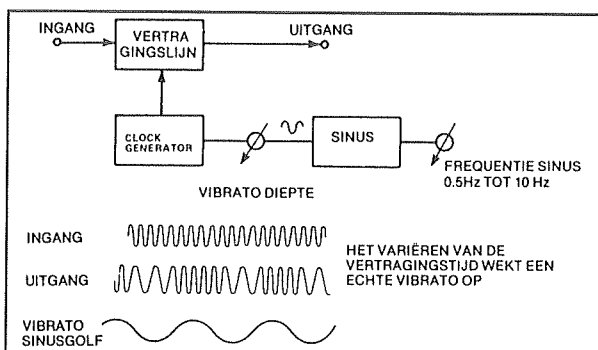 INGANG
VERTRA
GINGSLIJN
UITGANG
CLOCK
GENERATOR
SINUS
VIBRATO DIEPTE
FREQUENTIE SINUS
0.5Hz TOT 10 Hz
INGANG
UITGANG
HET VARIËREN VAN DE
VERTRAGINGSTIJD WEKT EEN
ECHTE VIBRATO OP
VIBRATO
SINUSGOLF